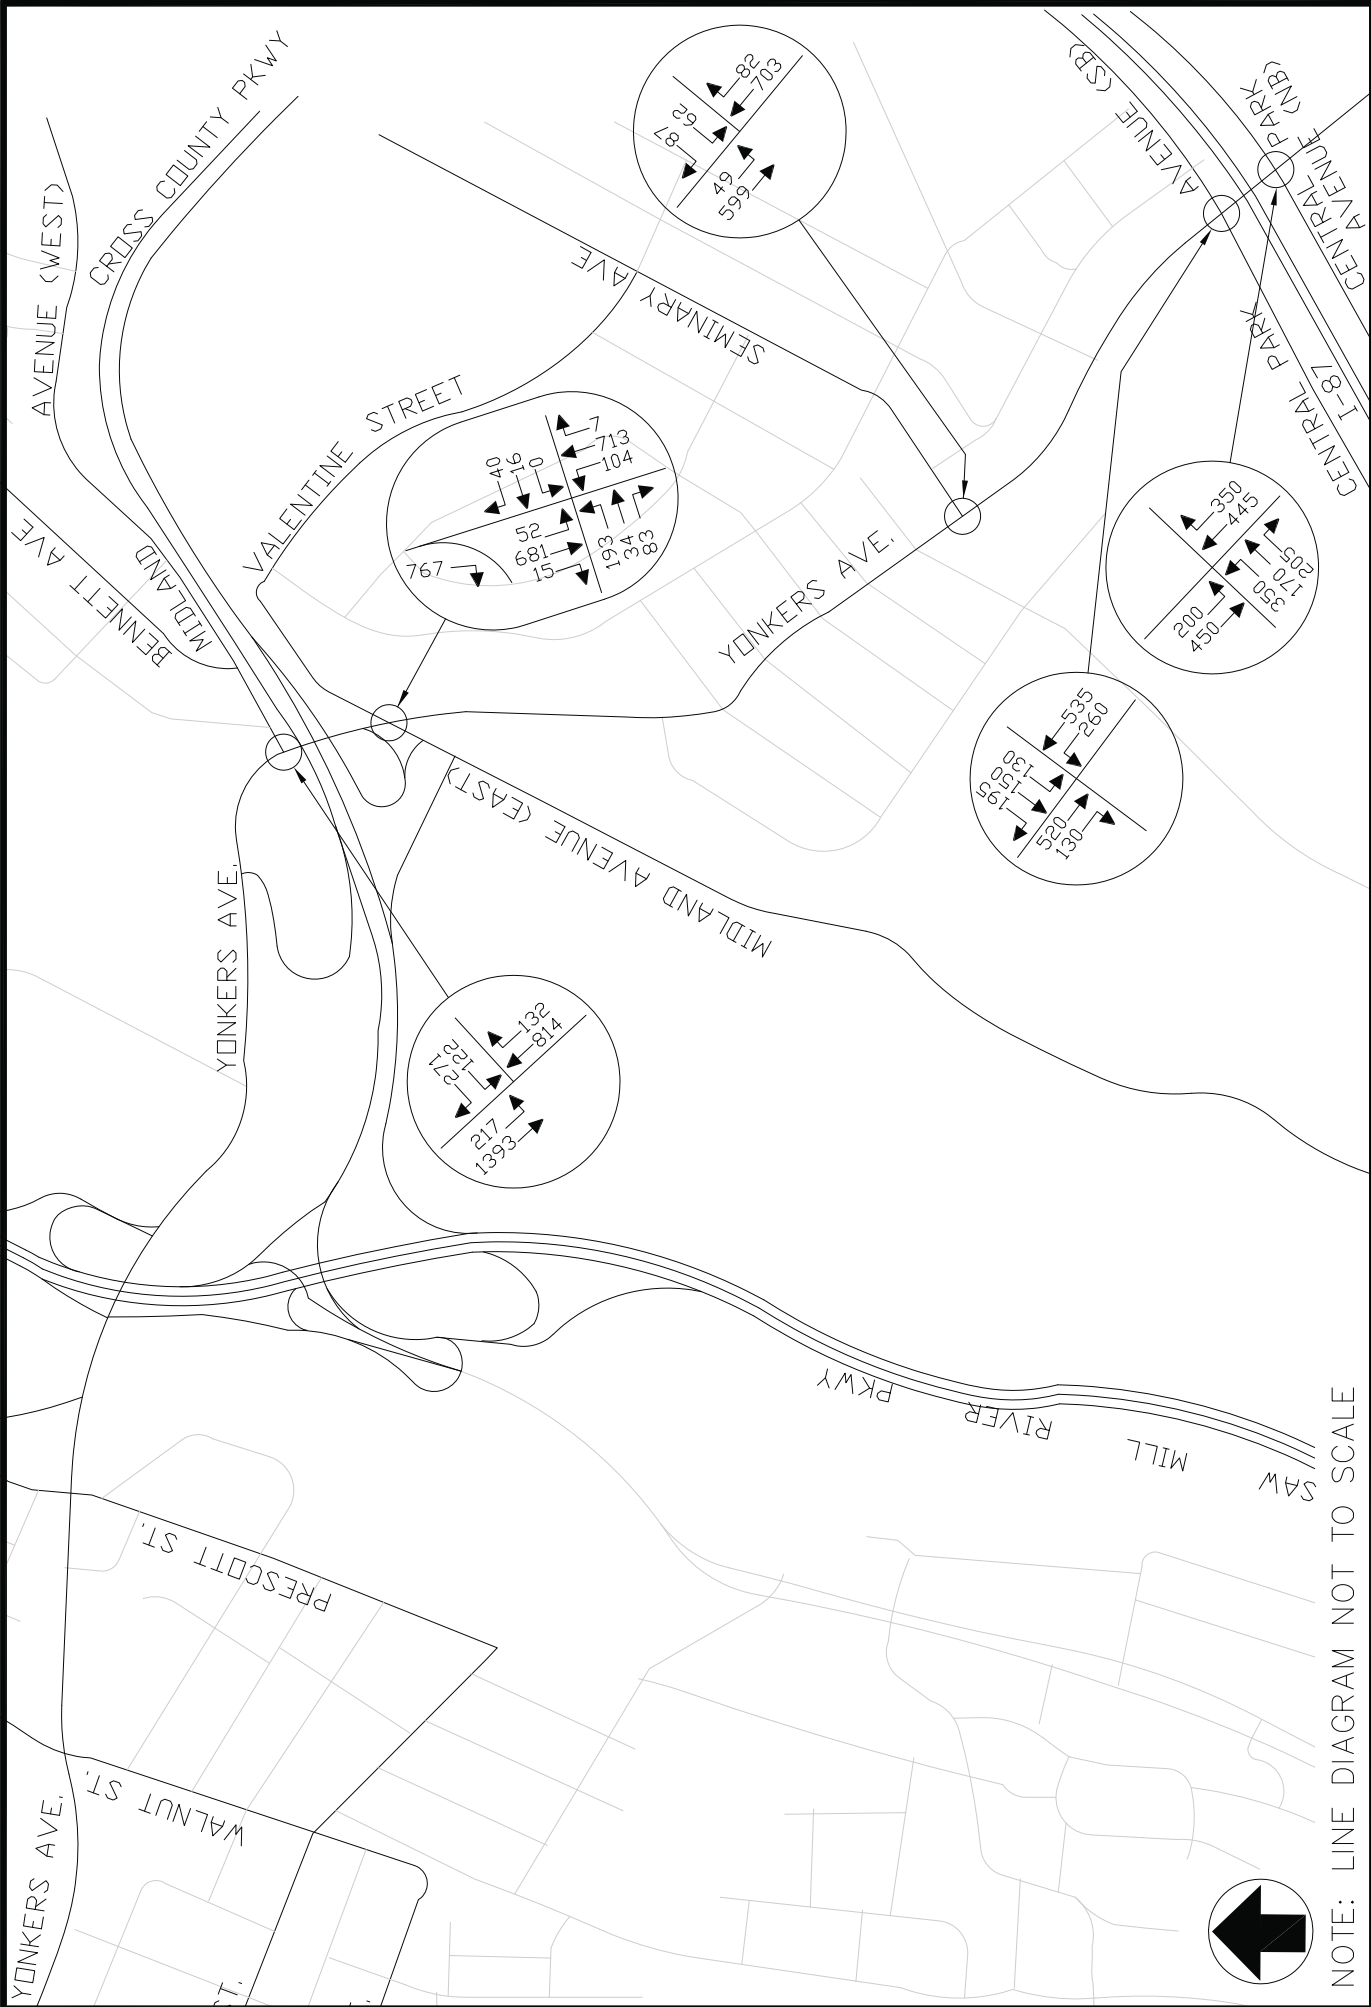 CROSS COUNTY PKWY
AVENUE (WEST)
MIDLAND
BENNETT AVE
VALENTINE STREET
SEMINARY AVE
AVENUE (SB)
CENTRAL PARK
PARK (NB)
CENTRAL AVENUE
I-87
YONKERS AVE.
MIDLAND AVENUE (EAST)
YONKERS AVE.
82
703
62
87
49
599
7
713
104
40
16
0
52
681
15
193
34
83
767
350
445
200
450
350
170
205
535
260
130
150
195
520
130
132
814
122
271
217
1393
SAW MILL RIVER PKWY
PRESCOTT ST.
WALNUT ST.
YONKERS AVE.
ST.
NOTE: LINE DIAGRAM NOT TO SCALE